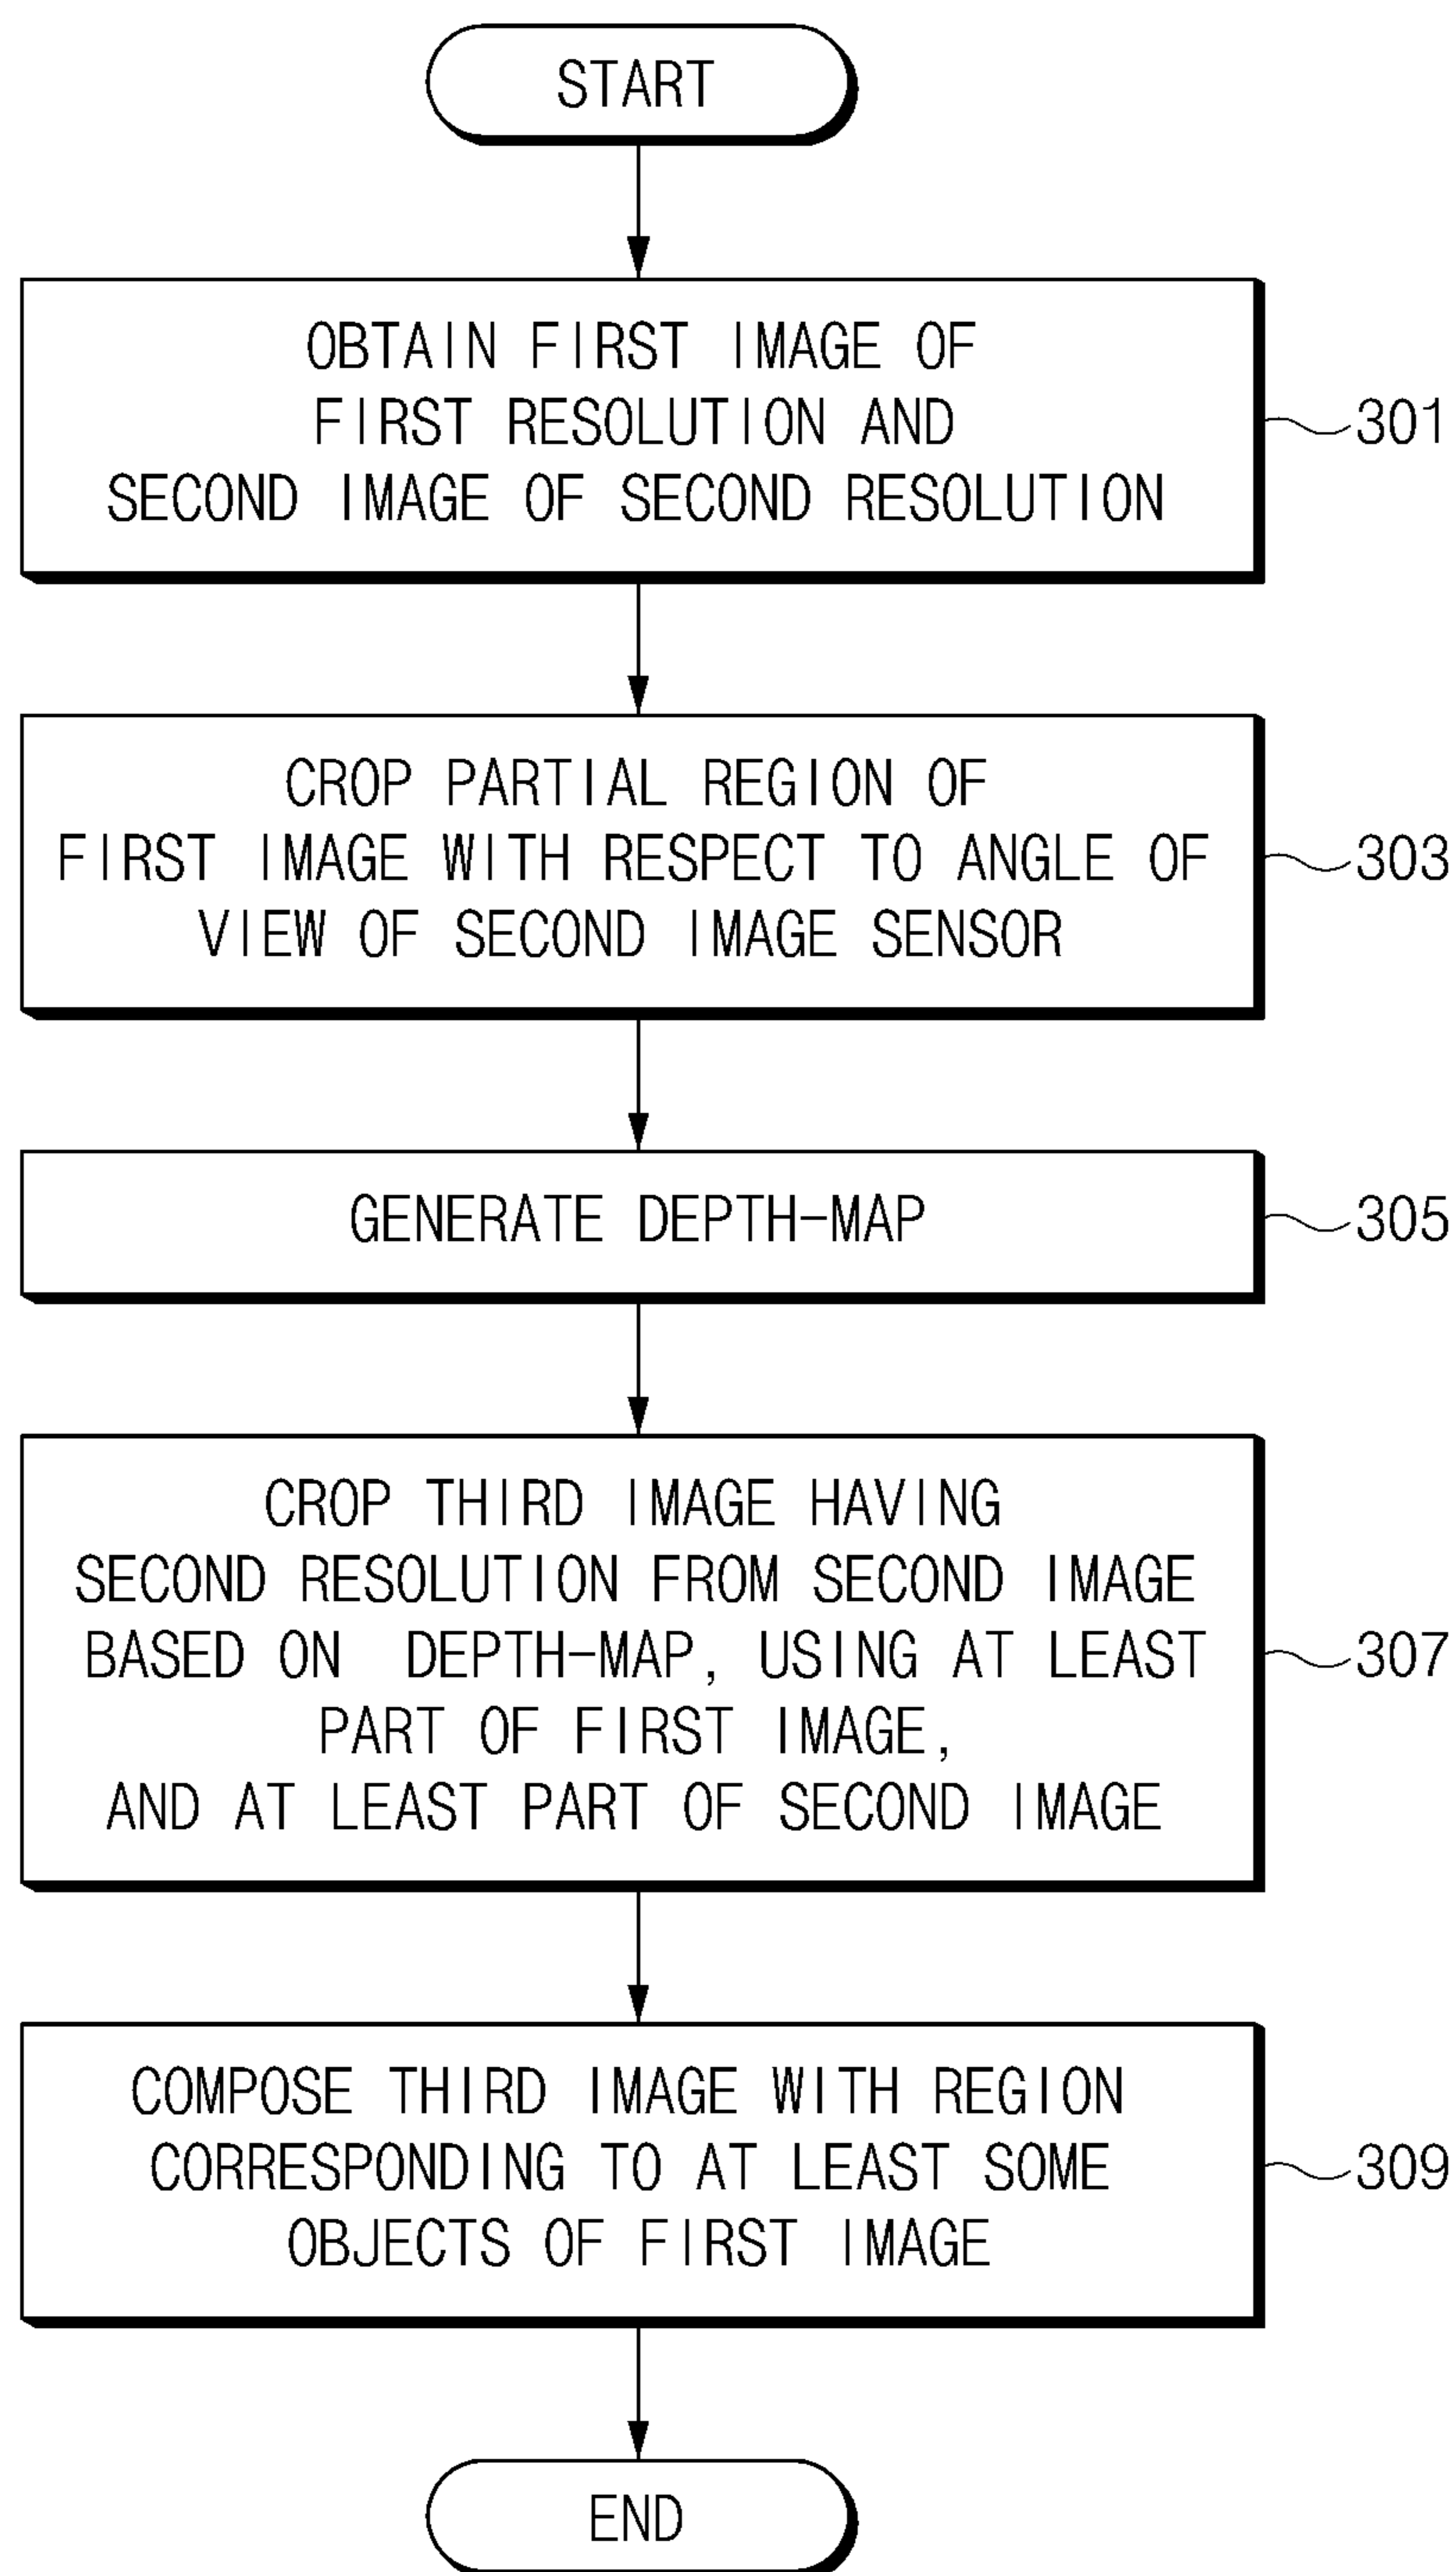 START
OBTAIN FIRST IMAGE OF
FIRST RESOLUTION AND
SECOND IMAGE OF SECOND RESOLUTION
301
CROP PARTIAL REGION OF
FIRST IMAGE WITH RESPECT TO ANGLE OF
VIEW OF SECOND IMAGE SENSOR
303
GENERATE DEPTH-MAP
305
CROP THIRD IMAGE HAVING
SECOND RESOLUTION FROM SECOND IMAGE
BASED ON DEPTH-MAP, USING AT LEAST
PART OF FIRST IMAGE,
AND AT LEAST PART OF SECOND IMAGE
307
COMPOSE THIRD IMAGE WITH REGION
CORRESPONDING TO AT LEAST SOME
OBJECTS OF FIRST IMAGE
309
END